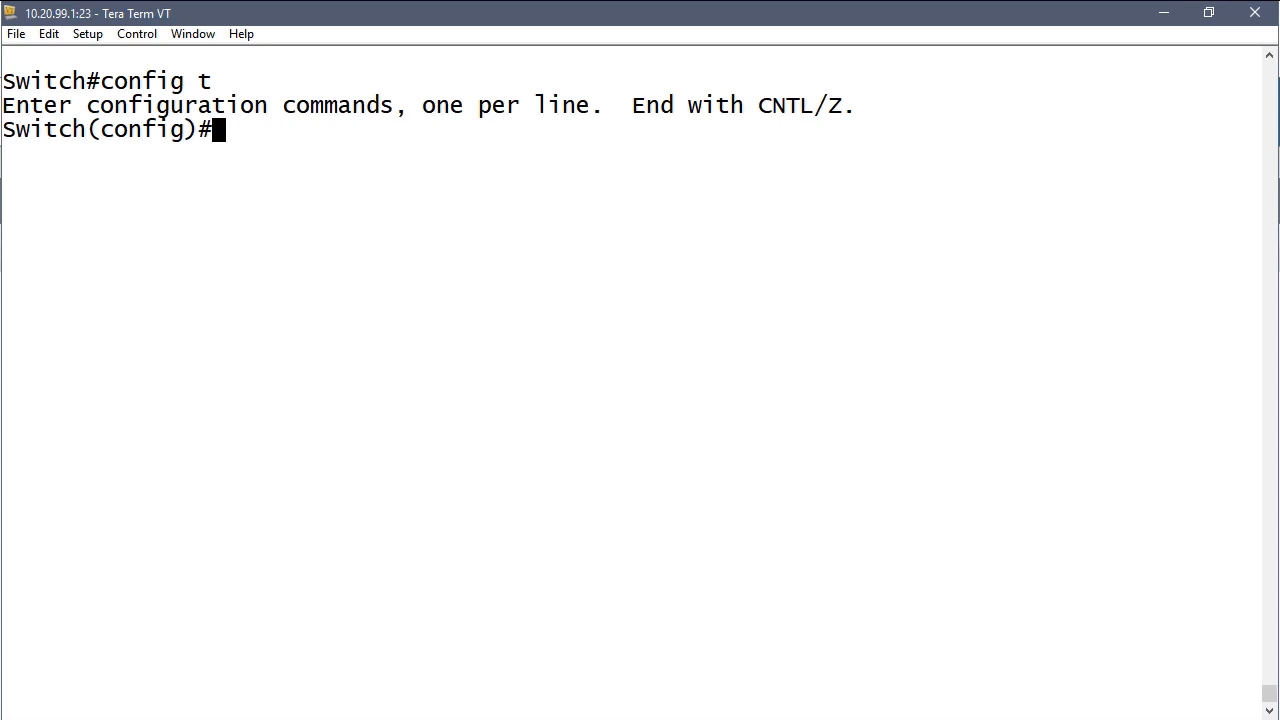 10.20.99.1:23 - Tera Term VT
File Edit Setup Control Window Help
Switch#config t
Enter configuration commands, one per line.  End with CNTL/Z.
Switch(config)#